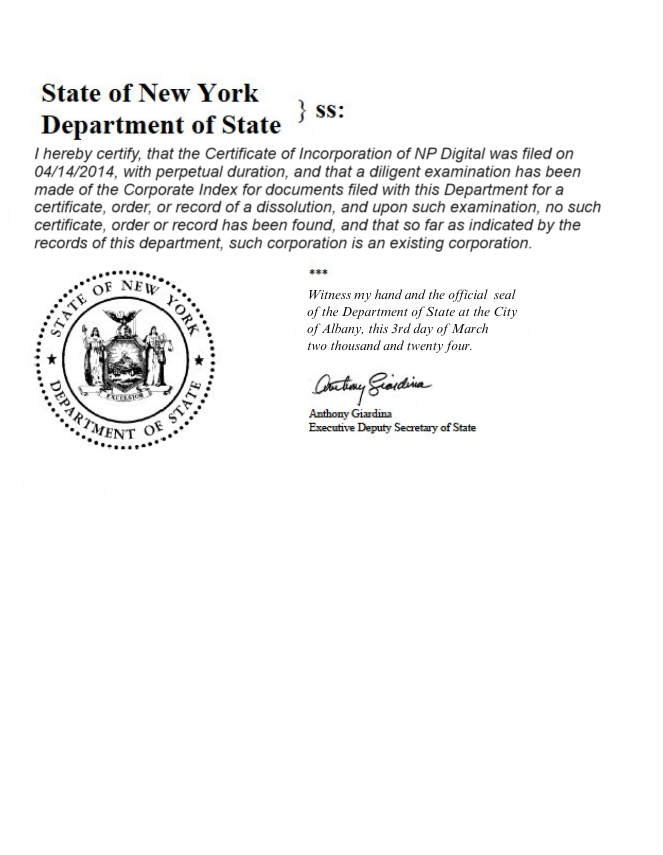 State of New York
Department of State
} ss:
I hereby certify, that the Certificate of Incorporation of NP Digital was filed on
04/14/2014, with perpetual duration, and that a diligent examination has been
made of the Corporate Index for documents filed with this Department for a
certificate, order, or record of a dissolution, and upon such examination, no such
certificate, order or record has been found, and that so far as indicated by the
records of this department, such corporation is an existing corporation.
***
Witness my hand and the official seal
of the Department of State at the City
of Albany, this 3rd day of March
two thousand and twenty four.
Anthony Giardina
Anthony Giardina
Executive Deputy Secretary of State
STATE OF NEW YORK
DEPARTMENT OF STATE
EXCELSIOR